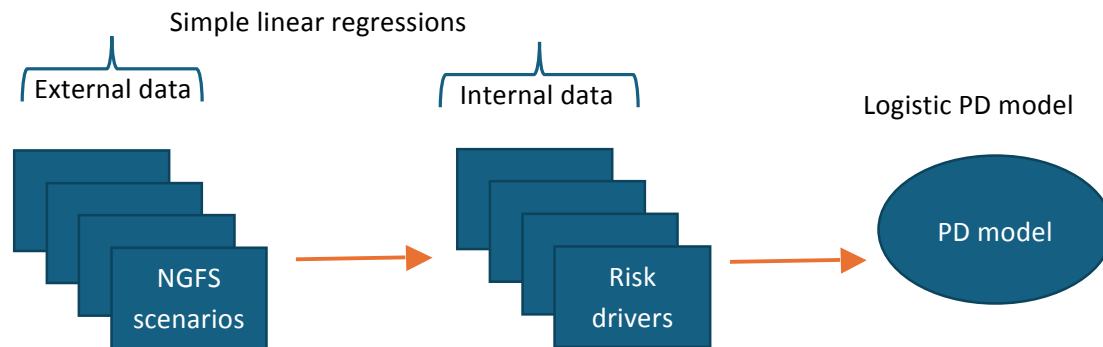 Simple linear regressions
External data
Internal data
Logistic PD model
NGFS
scenarios
Risk
drivers
PD model